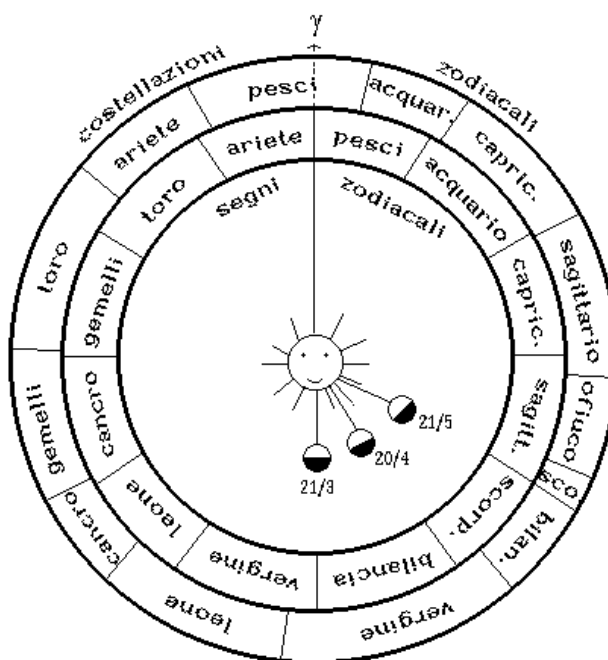 γ
costellazioni
zodiacali
pesci
acquar.
capric.
sagittario
ofiuco
sco
bilan.
vergine
leone
cancro
gemelli
toro
ariete
ariete
pesci
acquario
capric.
sagitt.
scorp.
bilancia
vergine
leone
cancro
gemelli
toro
segni
zodiacali
21/5
20/4
21/3